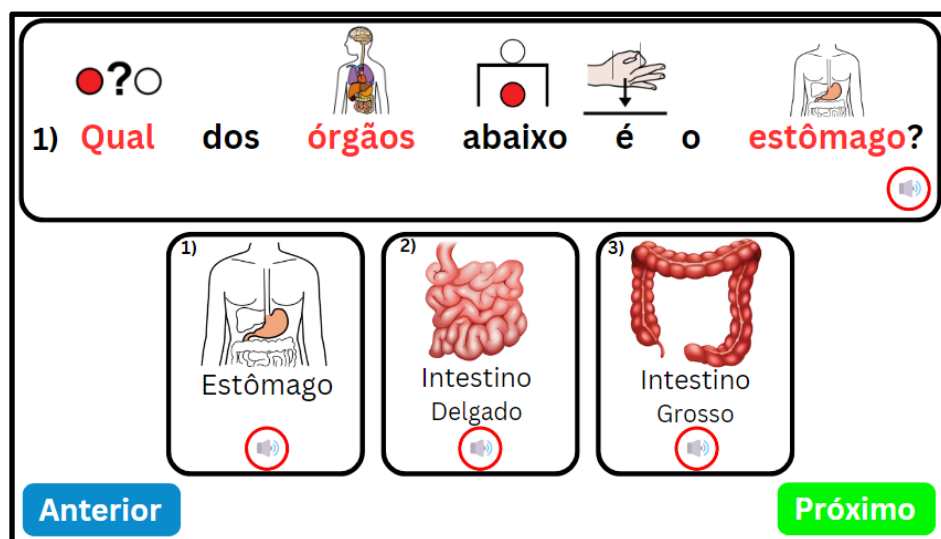 ?
1) Qual dos órgãos abaixo é o estômago?
1)
Estômago
2)
Intestino
Delgado
3)
Intestino
Grosso
Anterior
Próximo